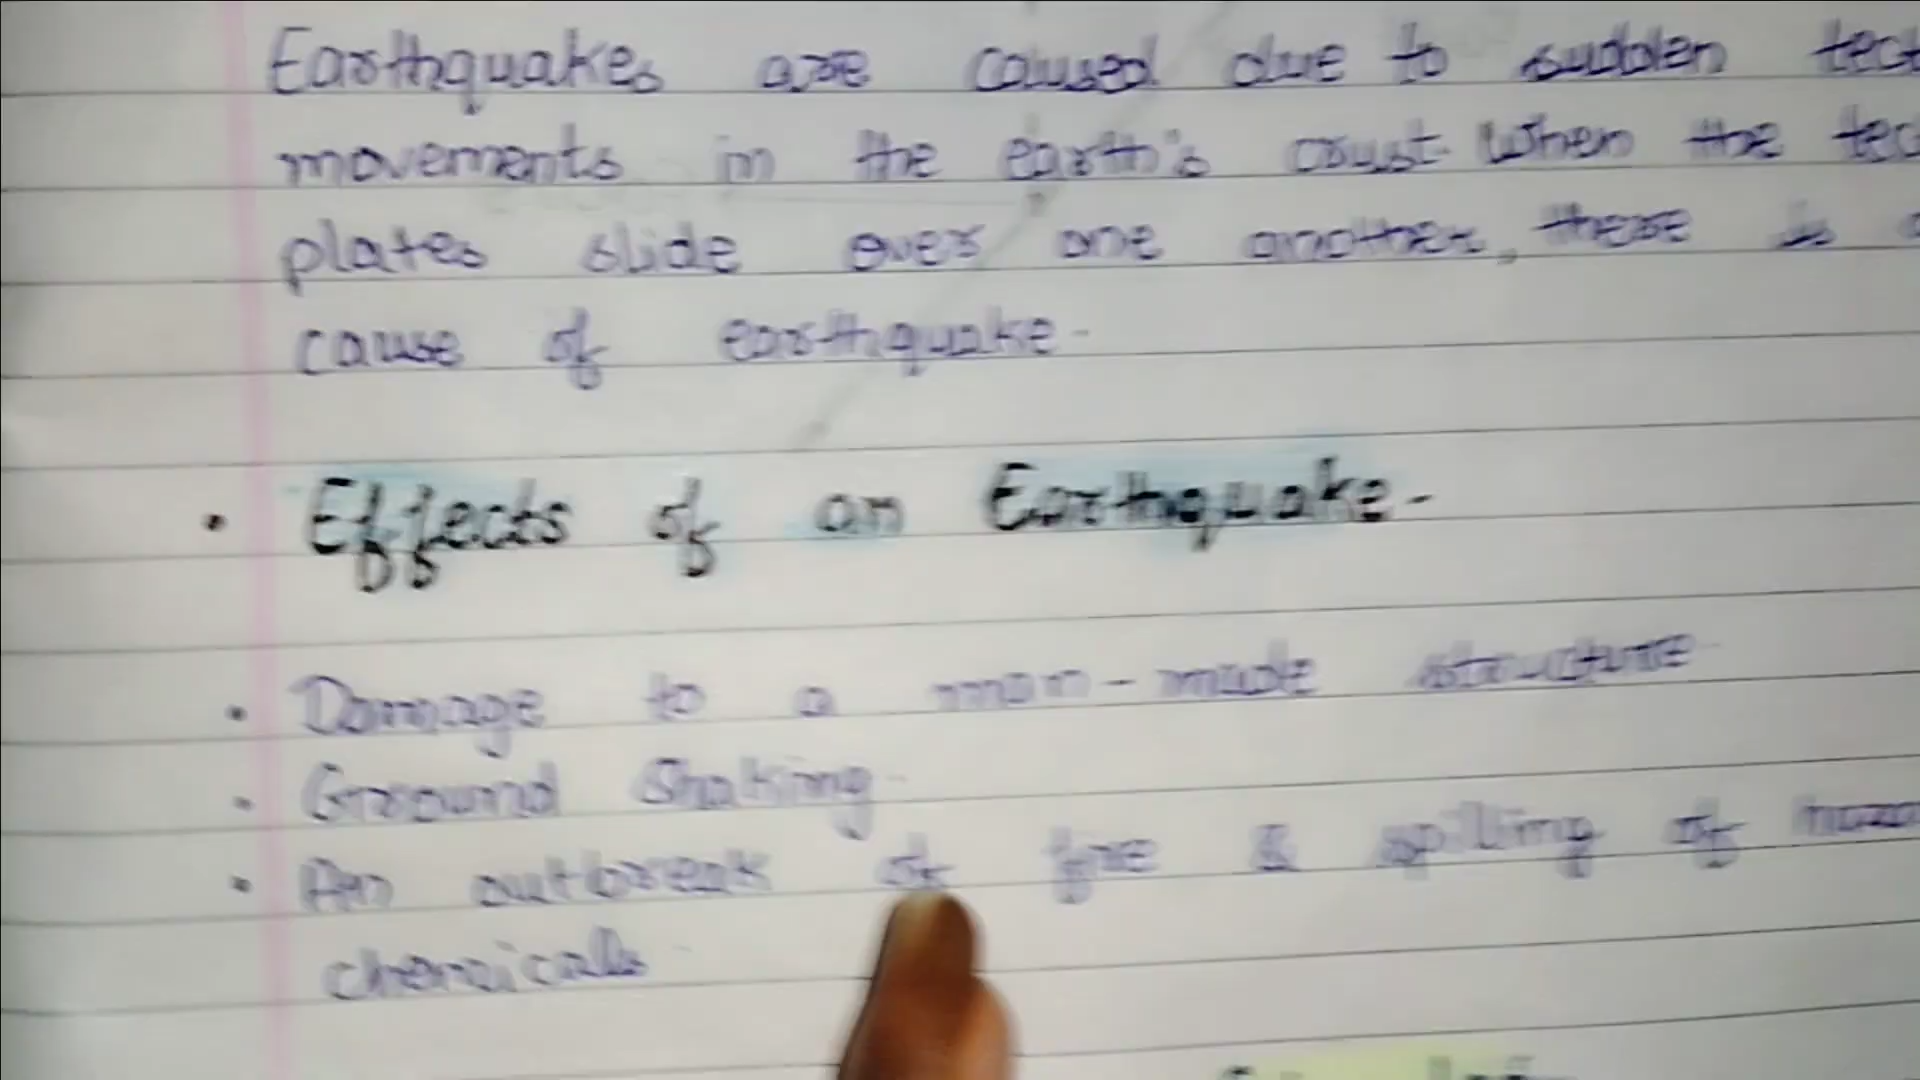 Earthquakes are caused due to sudden tect
movements in the earth's crust. When the tec
plates slide over one another, there is a
cause of earthquake-
• Effects of an Earthquake-
• Damage to a man-made structure
• Ground Shaking-
• An outbreak of fire & spilling of
chemicals